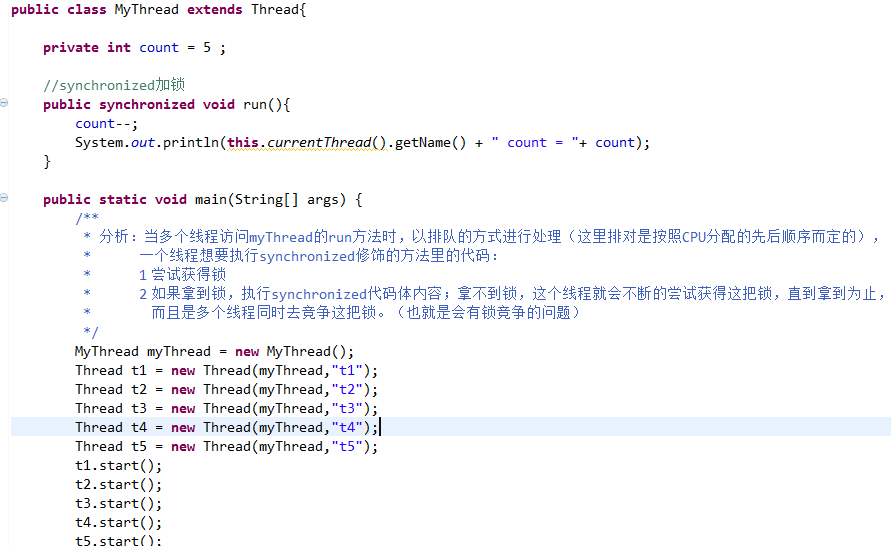 public class MyThread extends Thread{
private int count = 5 ;
//synchronized加锁
public synchronized void run(){
count--;
System.out.println(this.currentThread().getName() + " count = "+ count);
}
public static void main(String[] args) {
/**
* 分析：当多个线程访问myThread的run方法时，以排队的方式进行处理（这里排对是按照CPU分配的先后顺序而定的），
* 一个线程想要执行synchronized修饰的方法里的代码：
* 1 尝试获得锁
* 2 如果拿到锁，执行synchronized代码体内容；拿不到锁，这个线程就会不断的尝试获得这把锁，直到拿到为止，
* 而且是多个线程同时去竞争这把锁。（也就是会有锁竞争的问题）
*/
MyThread myThread = new MyThread();
Thread t1 = new Thread(myThread,"t1");
Thread t2 = new Thread(myThread,"t2");
Thread t3 = new Thread(myThread,"t3");
Thread t4 = new Thread(myThread,"t4");
Thread t5 = new Thread(myThread,"t5");
t1.start();
t2.start();
t3.start();
t4.start();
t5.start();